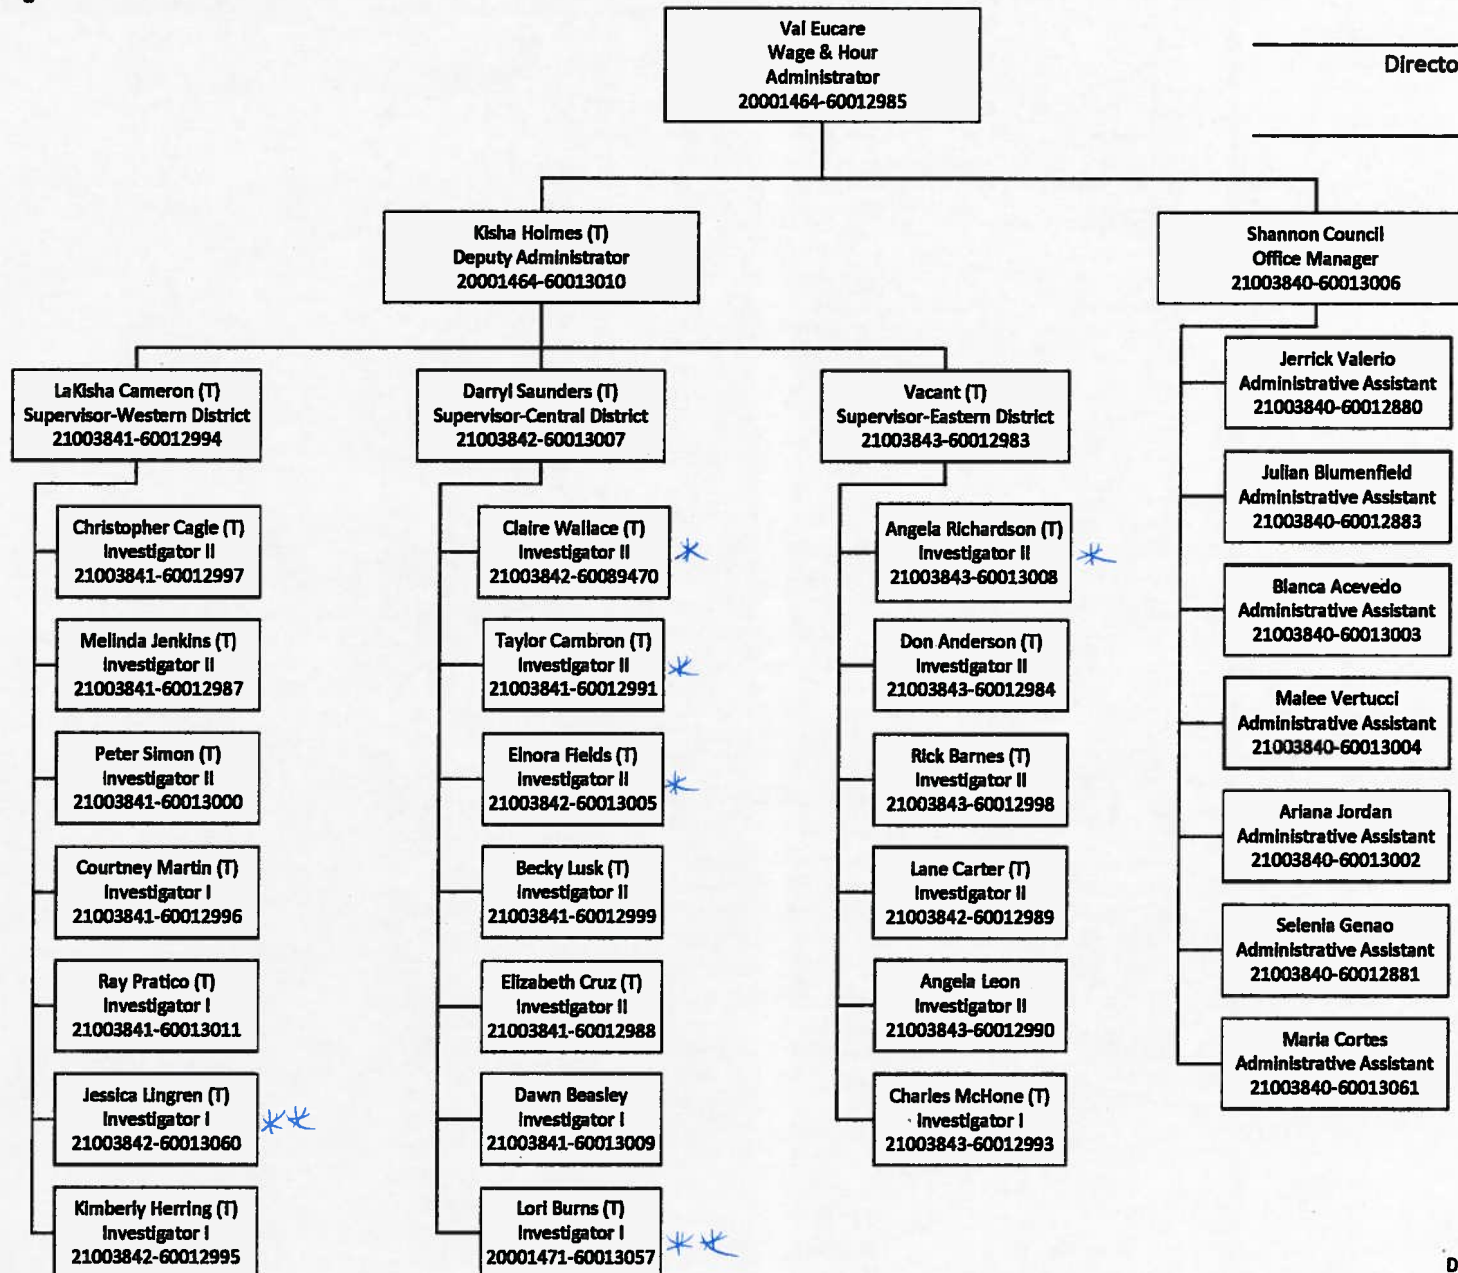 Val Eucare
Wage & Hour
Administrator
20001464-60012985
Kisha Holmes (T)
Deputy Administrator
20001464-60013010
Shannon Council
Office Manager
21003840-60013006
LaKisha Cameron (T)
Supervisor-Western District
21003841-60012994
Christopher Cagle (T)
Investigator II
21003841-60012997
Melinda Jenkins (T)
Investigator II
21003841-60012987
Peter Simon (T)
Investigator II
21003841-60013000
Courtney Martin (T)
Investigator I
21003841-60012996
Ray Pratico (T)
Investigator I
21003841-60013011
Jessica Lingren (T)
Investigator I
21003842-60013060
**
Kimberly Herring (T)
Investigator I
21003842-60012995
Darryl Saunders (T)
Supervisor-Central District
21003842-60013007
Claire Wallace (T)
Investigator II
21003842-60089470
*
Taylor Cambron (T)
Investigator II
21003841-60012991
*
Elnora Fields (T)
Investigator II
21003842-60013005
*
Becky Lusk (T)
Investigator II
21003841-60012999
Elizabeth Cruz (T)
Investigator II
21003841-60012988
Dawn Beasley
Investigator I
21003841-60013009
Lori Burns (T)
Investigator I
20001471-60013057
**
Vacant (T)
Supervisor-Eastern District
21003843-60012983
Angela Richardson (T)
Investigator II
21003843-60013008
*
Don Anderson (T)
Investigator II
21003843-60012984
Rick Barnes (T)
Investigator II
21003843-60012998
Lane Carter (T)
Investigator II
21003842-60012989
Angela Leon
Investigator II
21003843-60012990
Charles McHone (T)
Investigator I
21003843-60012993
Jerrick Valerio
Administrative Assistant
21003840-60012880
Julian Blumenfield
Administrative Assistant
21003840-60012883
Blanca Acevedo
Administrative Assistant
21003840-60013003
Malee Vertucci
Administrative Assistant
21003840-60013004
Ariana Jordan
Administrative Assistant
21003840-60013002
Selenia Genao
Administrative Assistant
21003840-60012881
Maria Cortes
Administrative Assistant
21003840-60013061
Directo
D